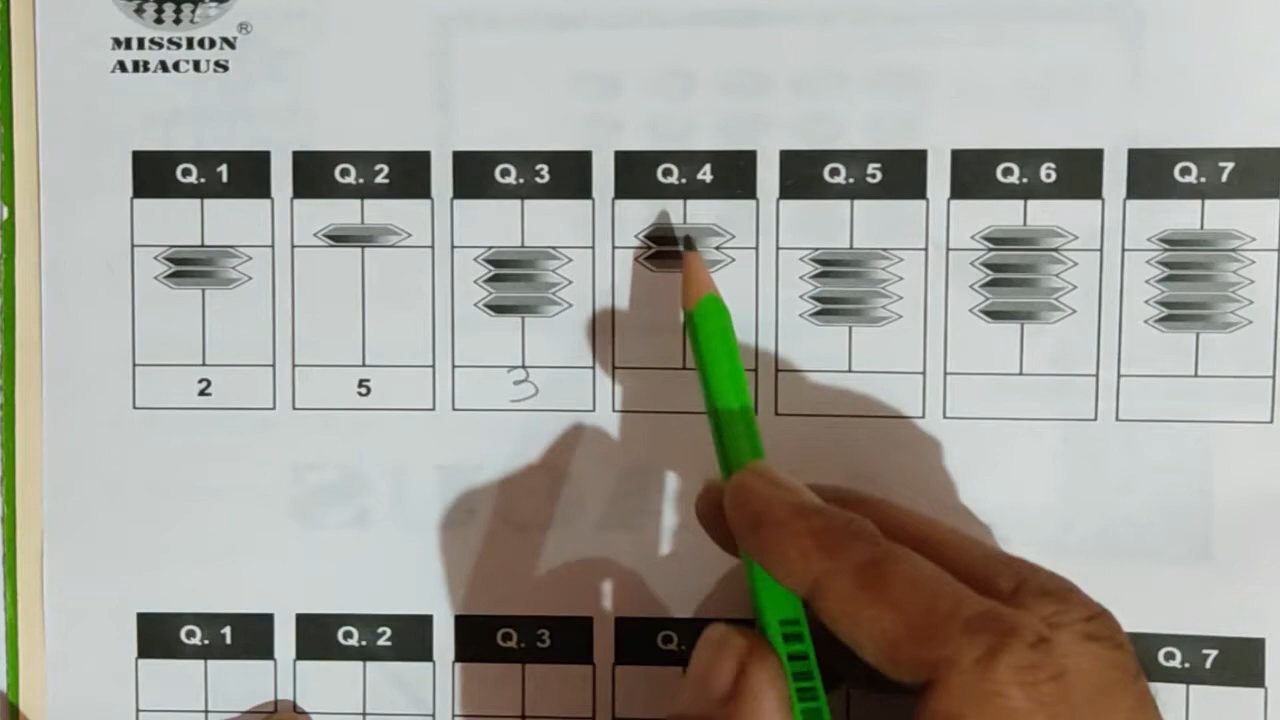 MISSION ®
ABACUS
Q. 1 Q. 2 Q. 3 Q. 4 Q. 5 Q. 6 Q. 7
2 5 3
Q. 1 Q. 2 Q. 3 Q. Q. 7